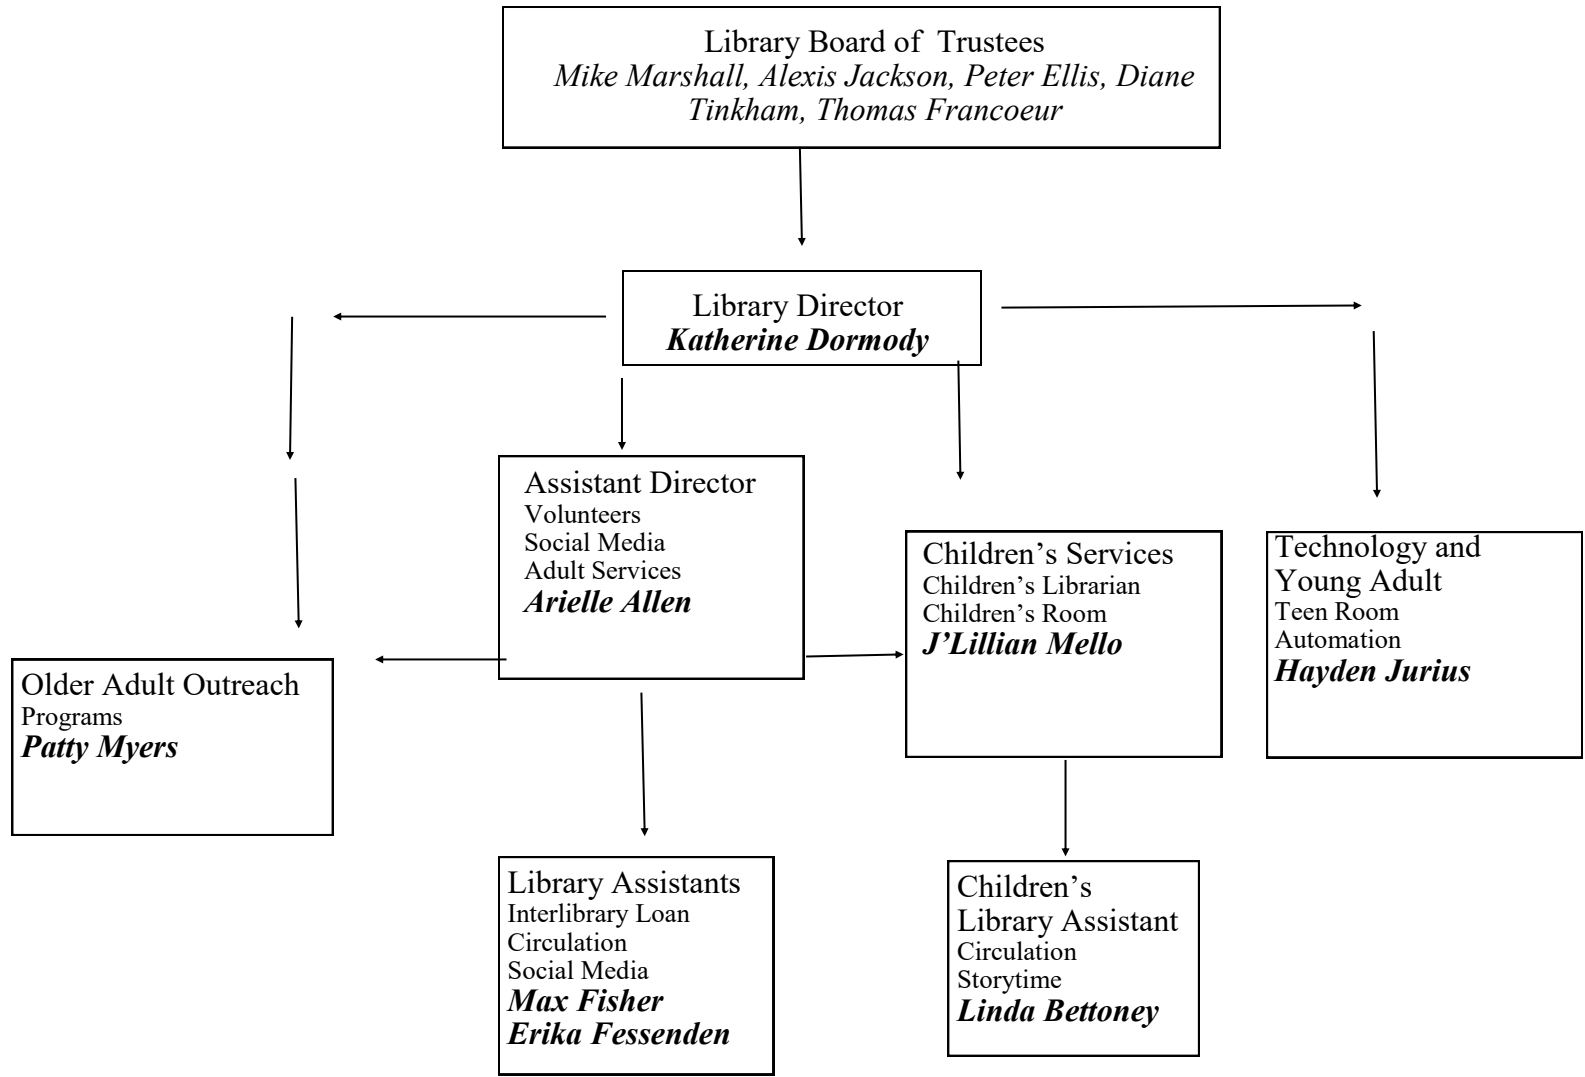 Library Board of Trustees
Mike Marshall, Alexis Jackson, Peter Ellis, Diane
Tinkham, Thomas Francoeur
Library Director
Katherine Dormody
Assistant Director
Volunteers
Social Media
Adult Services
Arielle Allen
Children’s Services
Children’s Librarian
Children’s Room
J’Lillian Mello
Technology and
Young Adult
Teen Room
Automation
Hayden Jurius
Older Adult Outreach
Programs
Patty Myers
Library Assistants
Interlibrary Loan
Circulation
Social Media
Max Fisher
Erika Fessenden
Children’s
Library Assistant
Circulation
Storytime
Linda Bettoney